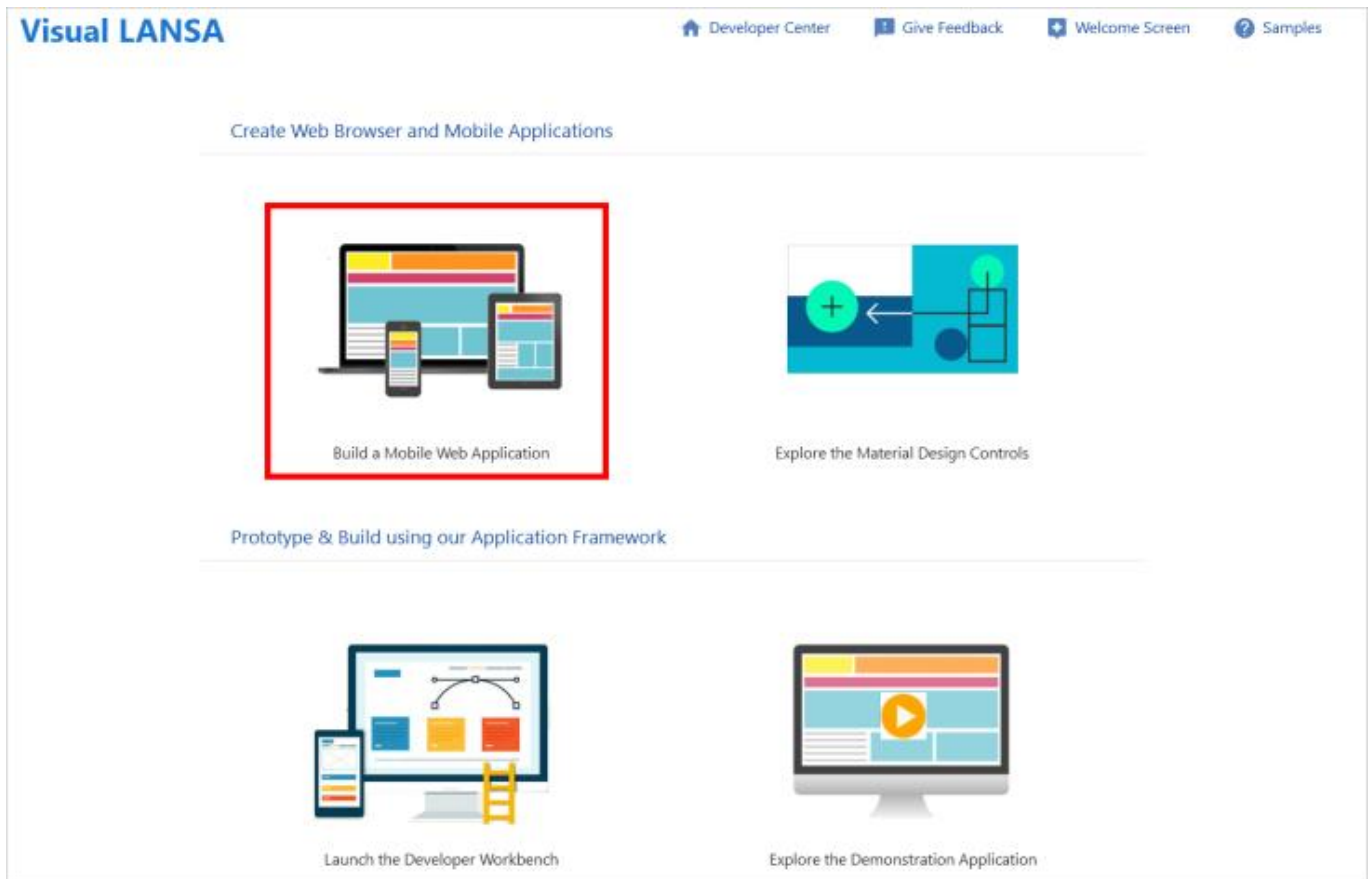 Visual LANSA
Developer Center
Give Feedback
Welcome Screen
Samples
Create Web Browser and Mobile Applications
Build a Mobile Web Application
Explore the Material Design Controls
Prototype & Build using our Application Framework
Launch the Developer Workbench
Explore the Demonstration Application